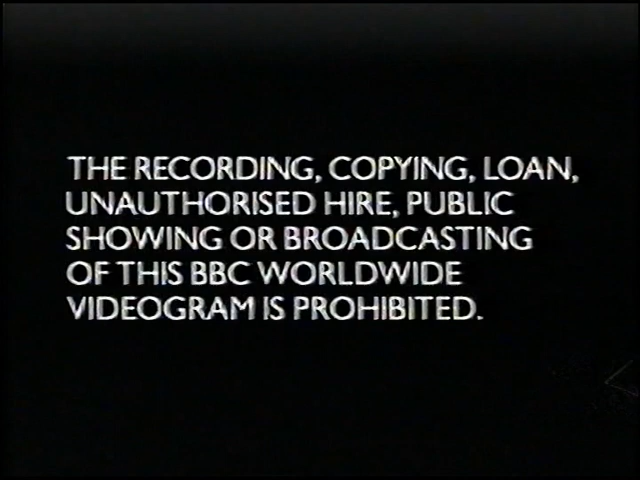 THE RECORDING, COPYING, LOAN,
UNAUTHORISED HIRE, PUBLIC
SHOWING OR BROADCASTING
OF THIS BBC WORLDWIDE
VIDEOGRAM IS PROHIBITED.